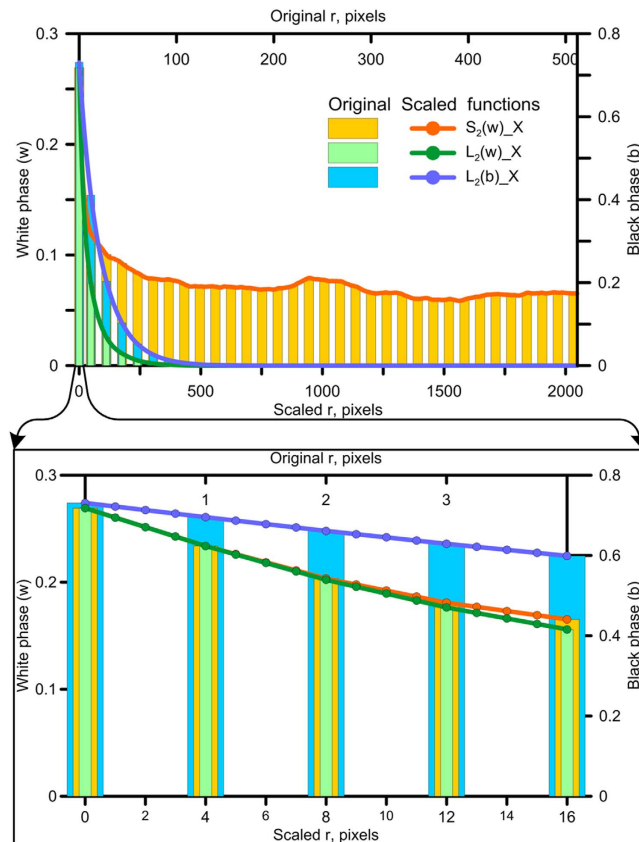 Original r, pixels
0.3 100 200 300 400 500 0.8
Original Scaled functions
S₂(w)_X
L₂(w)_X
L₂(b)_X
0.2 0.6
0.4
0.1 0.2
0 0
White phase (w)
Black phase (b)
0 500 1000 1500 2000
Scaled r, pixels
Original r, pixels
0.3 1 2 3 0.8
0.2 0.6
0.4
0.1 0.2
0 0
White phase (w)
Black phase (b)
0 2 4 6 8 10 12 14 16
Scaled r, pixels